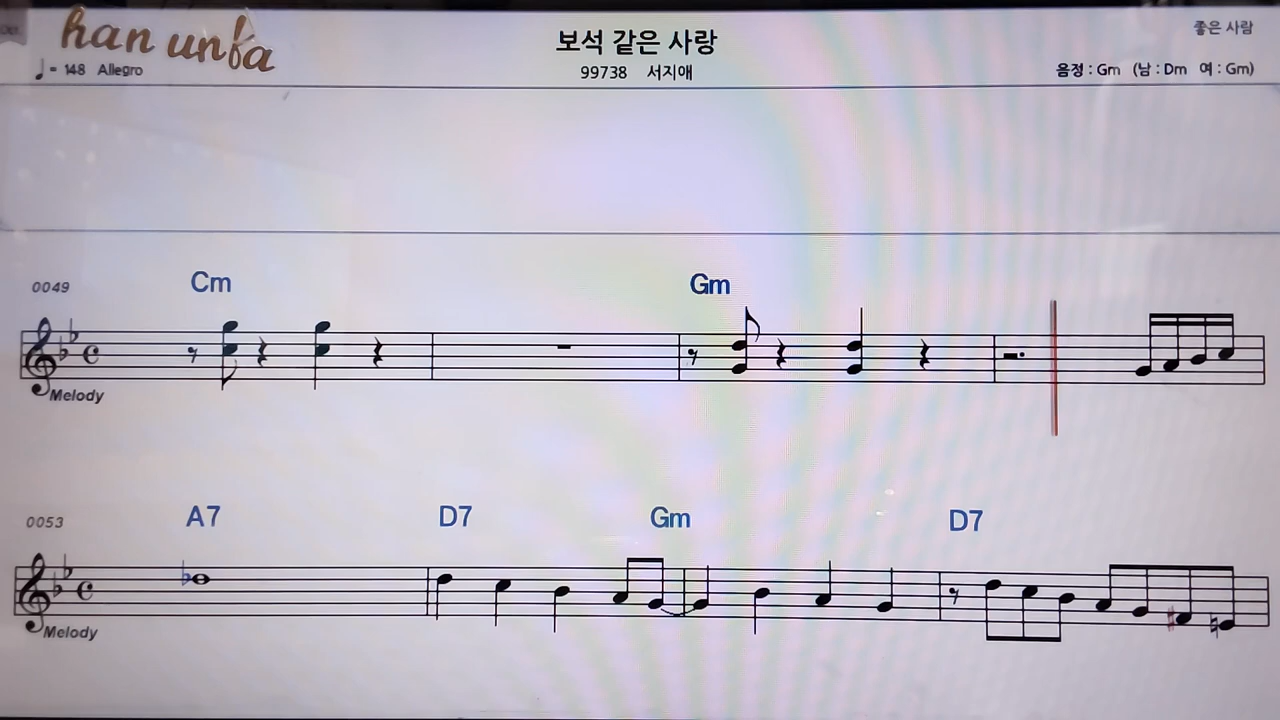 han unba
보석 같은 사랑
좋은 사람
♩= 148 Allegro
99738 서지애
음정 : Gm (남 : Dm 여 : Gm)
0049 Cm Gm
Melody
0053 A7 D7 Gm D7
Melody